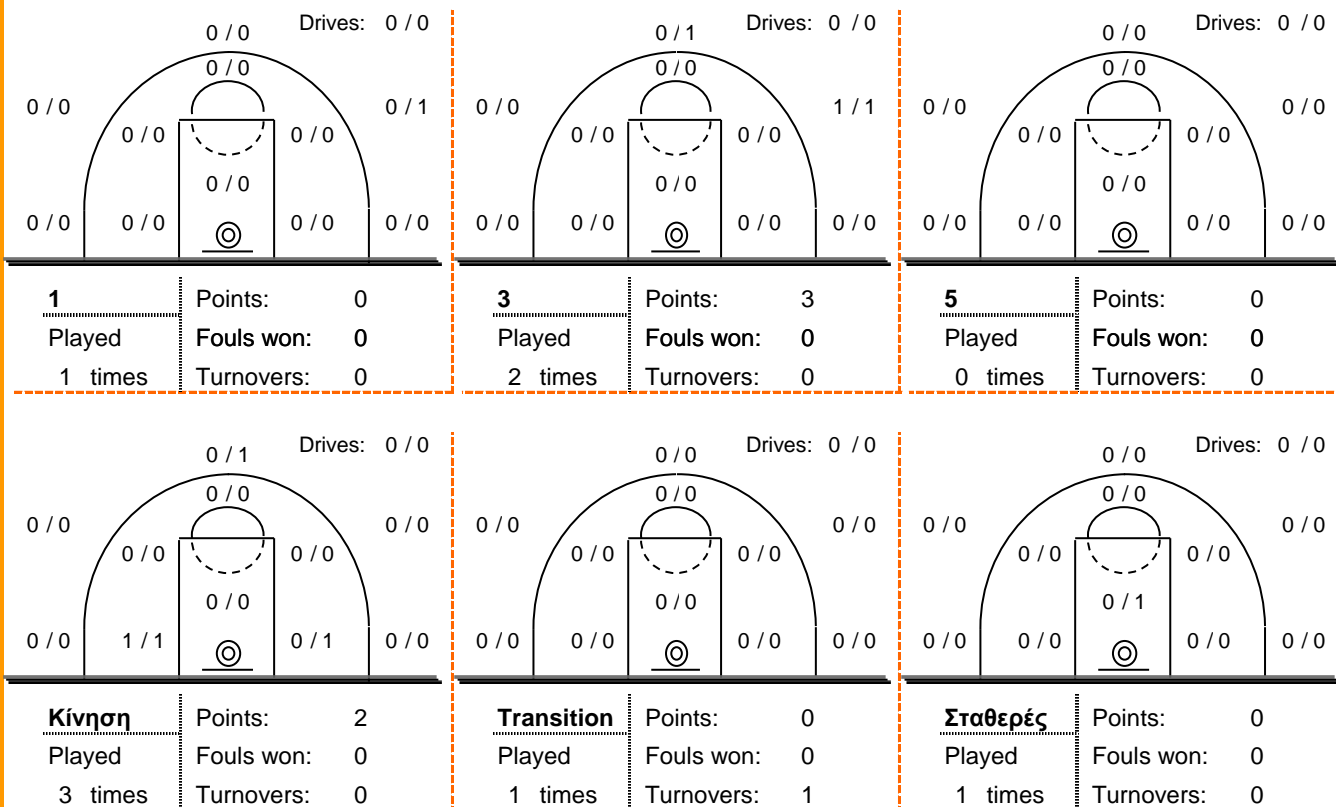 Drives: 0 / 0
0 / 0
0 / 0
0 / 0
0 / 1
0 / 0
0 / 0
0 / 0
0 / 0
0 / 0
0 / 0
0 / 0
1
Played
1 times
Points: 0
Fouls won: 0
Turnovers: 0
Drives: 0 / 0
0 / 1
0 / 0
0 / 0
1 / 1
0 / 0
0 / 0
0 / 0
0 / 0
0 / 0
0 / 0
0 / 0
3
Played
2 times
Points: 3
Fouls won: 0
Turnovers: 0
Drives: 0 / 0
0 / 0
0 / 0
0 / 0
0 / 0
0 / 0
0 / 0
0 / 0
0 / 0
0 / 0
0 / 0
0 / 0
5
Played
0 times
Points: 0
Fouls won: 0
Turnovers: 0
Drives: 0 / 0
0 / 1
0 / 0
0 / 0
0 / 0
0 / 0
0 / 0
0 / 0
0 / 0
1 / 1
0 / 1
0 / 0
Κίνηση
Played
3 times
Points: 2
Fouls won: 0
Turnovers: 0
Drives: 0 / 0
0 / 0
0 / 0
0 / 0
0 / 0
0 / 0
0 / 0
0 / 0
0 / 0
0 / 0
0 / 0
0 / 0
Transition
Played
1 times
Points: 0
Fouls won: 0
Turnovers: 1
Drives: 0 / 0
0 / 0
0 / 0
0 / 0
0 / 0
0 / 0
0 / 0
0 / 1
0 / 0
0 / 0
0 / 0
0 / 0
Σταθερές
Played
1 times
Points: 0
Fouls won: 0
Turnovers: 0